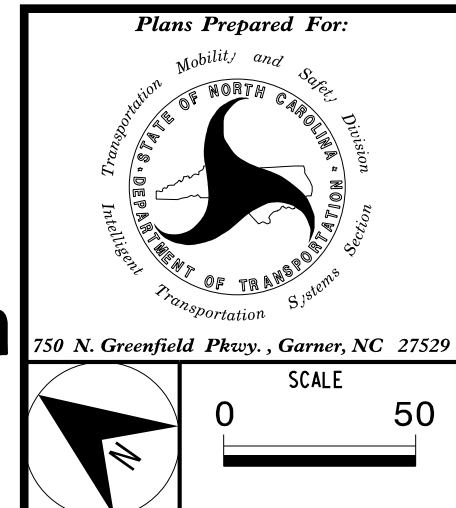 Plans Prepared For:
Transportation Mobility and Safety Division
STATE OF NORTH CAROLINA
DEPARTMENT OF TRANSPORTATION
Intelligent Transportation Systems Section
750 N. Greenfield Pkwy. , Garner, NC 27529
N
SCALE
0 50